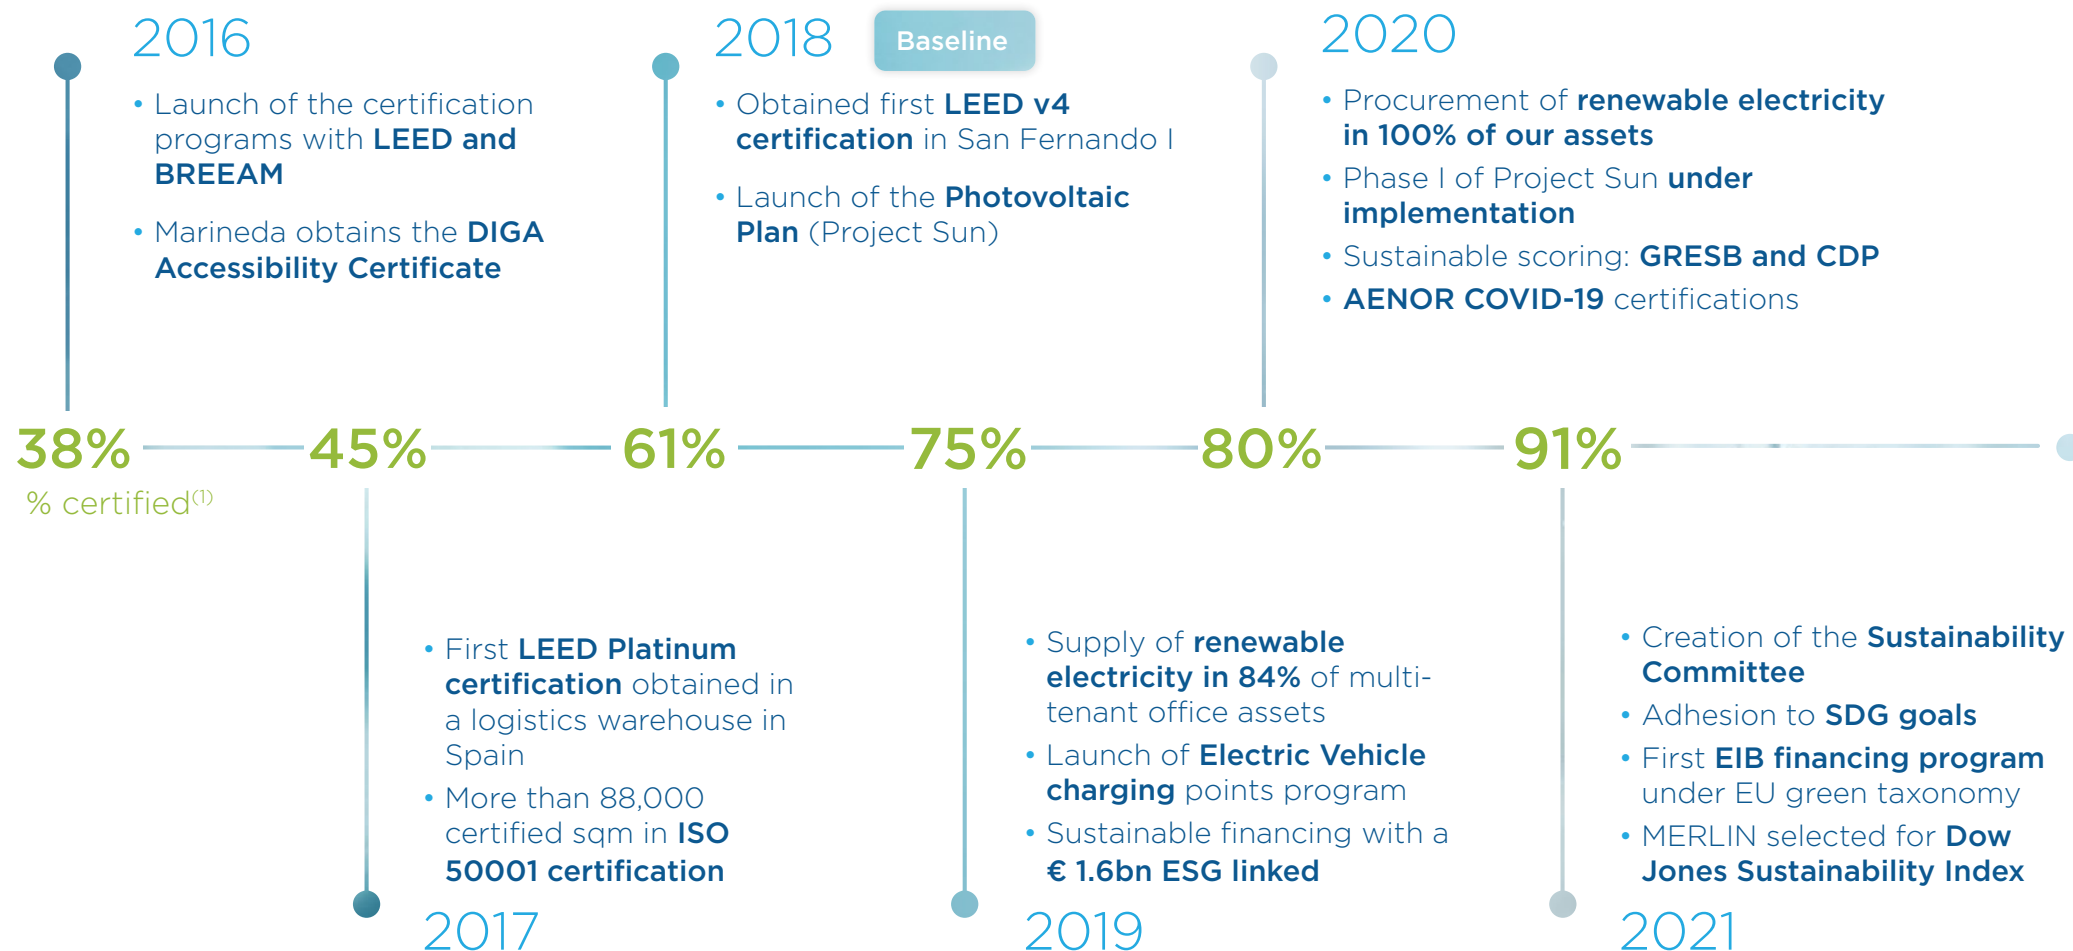 2016
• Launch of the certification
programs with LEED and
BREEAM
• Marineda obtains the DIGA
Accessibility Certificate
2018
Baseline
• Obtained first LEED v4
certification in San Fernando I
• Launch of the Photovoltaic
Plan (Project Sun)
2020
• Procurement of renewable electricity
in 100% of our assets
• Phase I of Project Sun under
implementation
• Sustainable scoring: GRESB and CDP
• AENOR COVID-19 certifications
38%
45%
61%
75%
80%
91%
% certified(1)
• First LEED Platinum
certification obtained in
a logistics warehouse in
Spain
• More than 88,000
certified sqm in ISO
50001 certification
2017
• Supply of renewable
electricity in 84% of multi-
tenant office assets
• Launch of Electric Vehicle
charging points program
• Sustainable financing with a
€ 1.6bn ESG linked
2019
• Creation of the Sustainability
Committee
• Adhesion to SDG goals
• First EIB financing program
under EU green taxonomy
• MERLIN selected for Dow
Jones Sustainability Index
2021